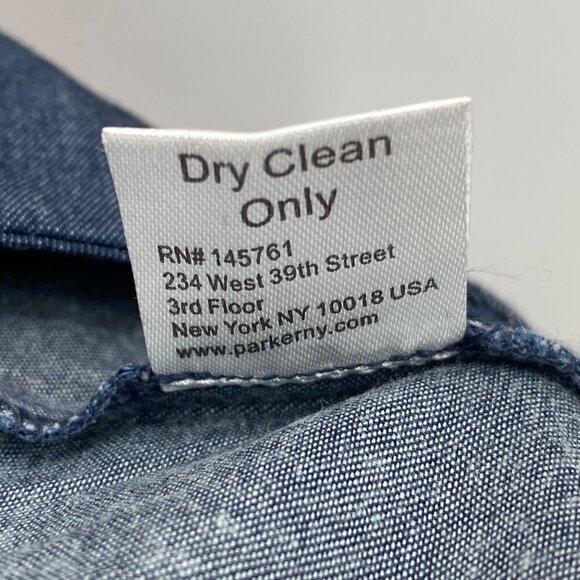 Dry Clean
Only
RN# 145761
234 West 39th Street
3rd Floor
New York NY 10018 USA
www.parkerny.com